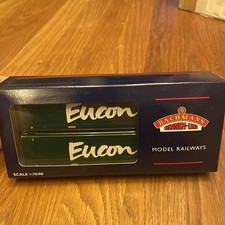 Eucon
Eucon
BACHMANN
BRANCH-LINE
MODEL RAILWAYS
SCALE 1:76/00